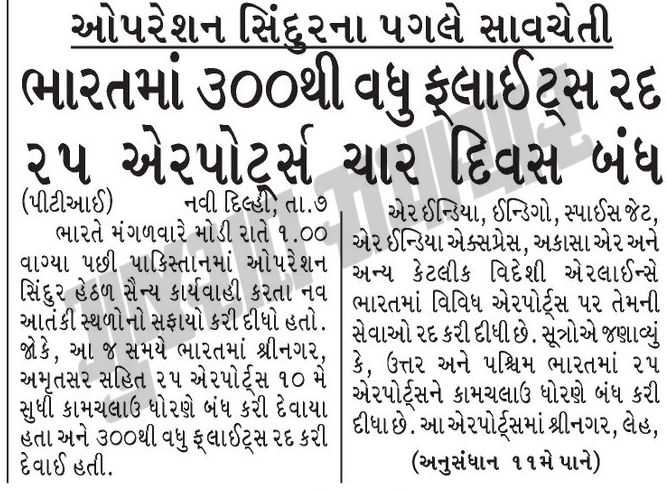 ઓપરેશન સિંદુરના પગલે સાવચેતી
ભારતમાં ૩૦૦થી વધુ ફ્લાઈટ્સ રદ
૨૫ એરપોર્ટ્સ ચાર દિવસ બંધ
(પીટીઆઈ) નવી દિલ્હી, તા.૭
ભારતે મંગળવારે મોડી રાતે ૧.૦૦
વાગ્યા પછી પાકિસ્તાનમાં ઓપરેશન
સિંદુર હેઠળ સૈન્ય કાર્યવાહી કરતા નવ
આતંકી સ્થળોનો સફાયો કરી દીધો હતો.
જોકે, આ જ સમયે ભારતમાં શ્રીનગર,
અમૃતસર સહિત ૨૫ એરપોર્ટ્સ ૧૦ મે
સુધી કામચલાઉ ધોરણે બંધ કરી દેવાયા
હતા અને ૩૦૦થી વધુ ફ્લાઈટ્સ રદ કરી
દેવાઈ હતી.
એર ઈન્ડિયા, ઈન્ડિગો, સ્પાઈસ જેટ,
એર ઈન્ડિયા એક્સપ્રેસ, અકાસા એર અને
અન્ય કેટલીક વિદેશી એરલાઈન્સે
ભારતમાં વિવિધ એરપોર્ટ્સ પર તેમની
સેવાઓ રદ કરી દીધી છે. સૂત્રોએ જણાવ્યું
કે, ઉત્તર અને પશ્ચિમ ભારતમાં ૨૫
એરપોર્ટ્સને કામચલાઉ ધોરણે બંધ કરી
દીધા છે. આ એરપોર્ટ્સમાં શ્રીનગર, લેહ,
(અનુસંધાન ૧૧મે પાને)
ગુજરાત સમાચાર